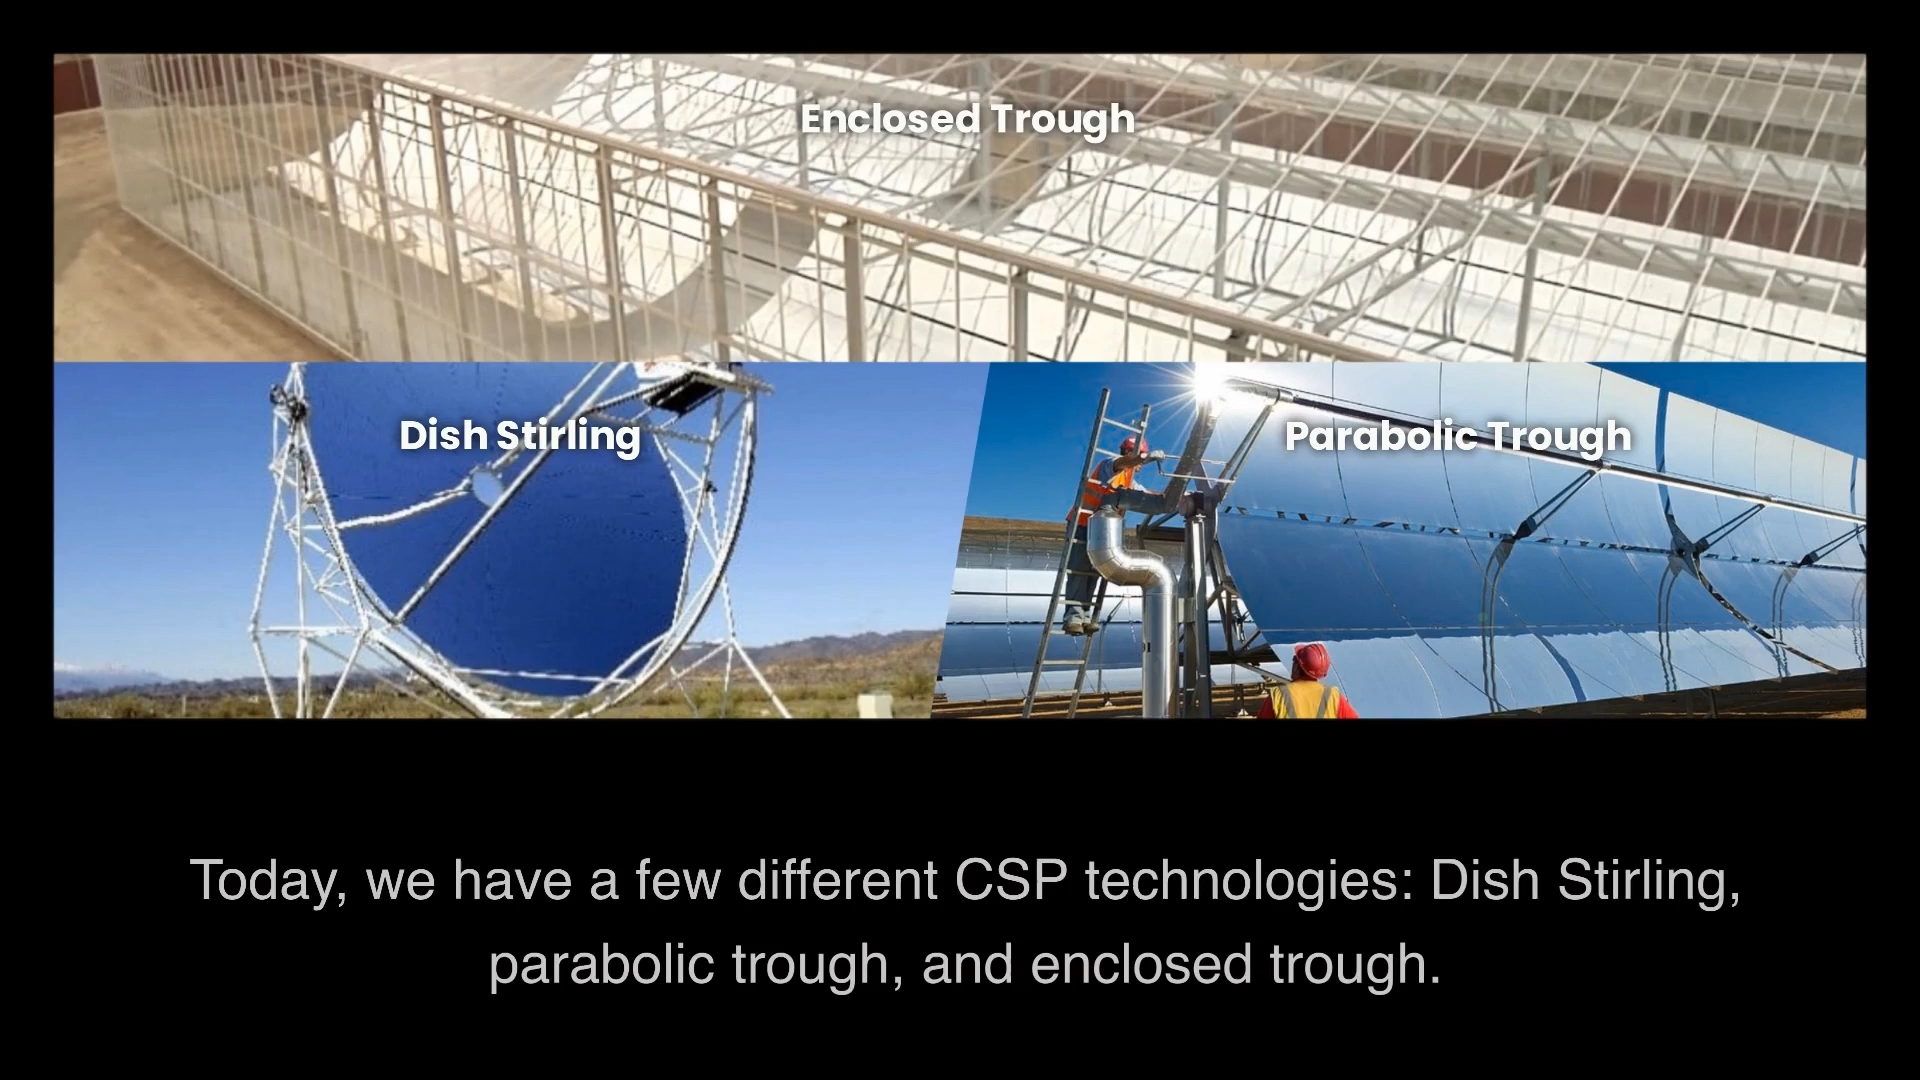 Enclosed Trough
Dish Stirling
Parabolic Trough
Today, we have a few different CSP technologies: Dish Stirling,
parabolic trough, and enclosed trough.